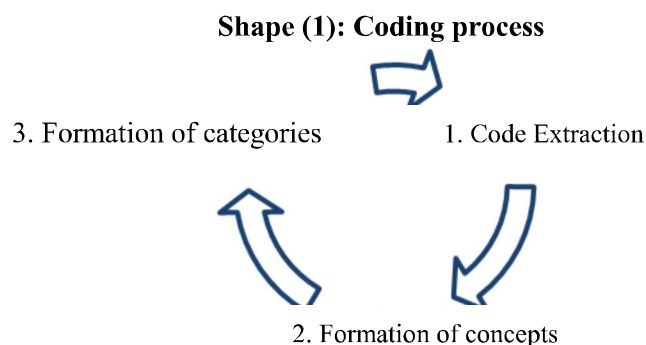 Shape (1): Coding process
3. Formation of categories
1. Code Extraction
2. Formation of concepts